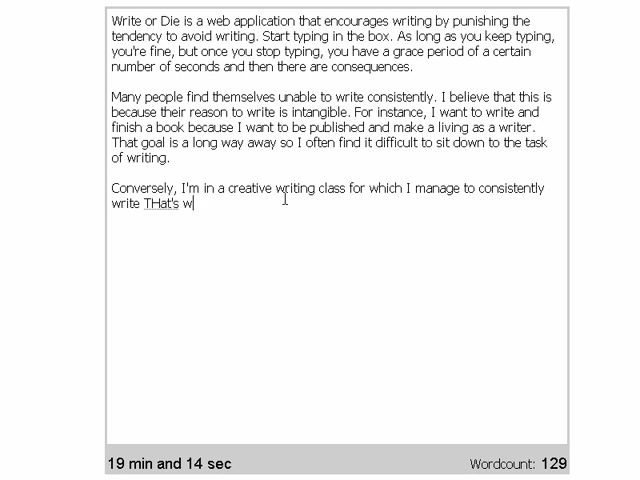 Write or Die is a web application that encourages writing by punishing the
tendency to avoid writing. Start typing in the box. As long as you keep typing,
you're fine, but once you stop typing, you have a grace period of a certain
number of seconds and then there are consequences.
Many people find themselves unable to write consistently. I believe that this is
because their reason to write is intangible. For instance, I want to write and
finish a book because I want to be published and make a living as a writer.
That goal is a long way away so I often find it difficult to sit down to the task
of writing.
Conversely, I'm in a creative writing class for which I manage to consistently
write THat's w
19 min and 14 sec Wordcount: 129